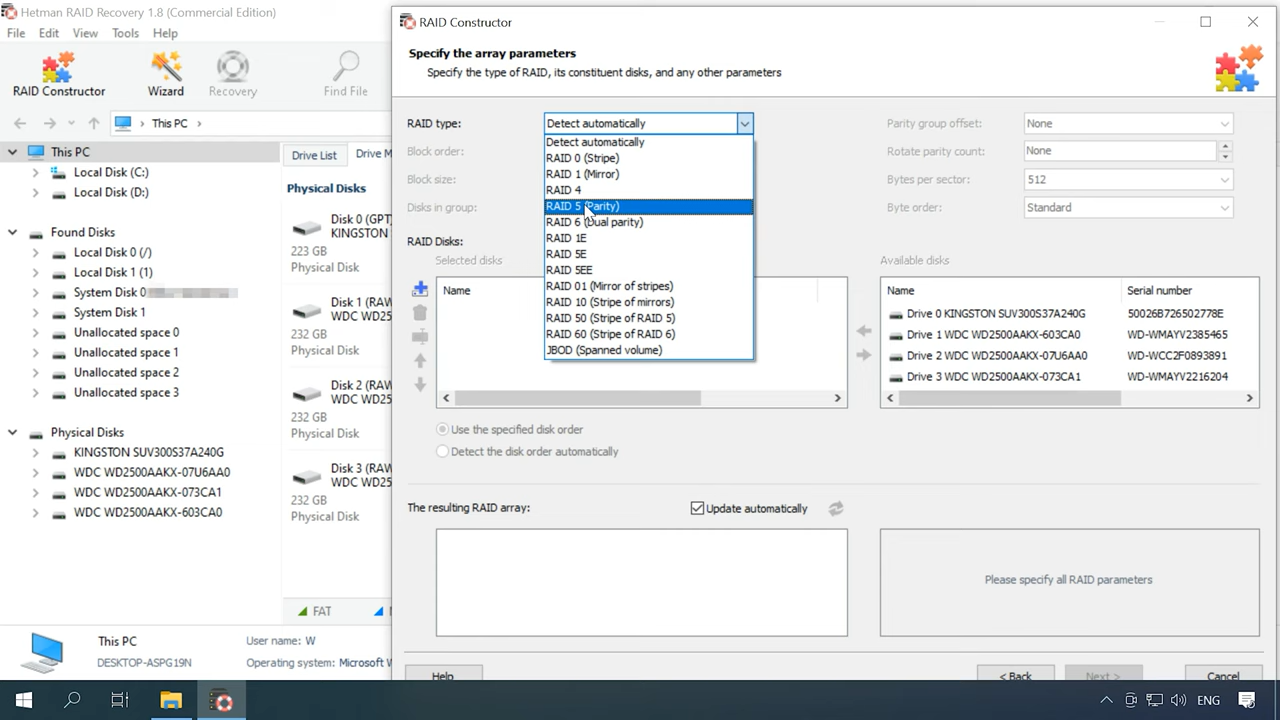 Hetman RAID Recovery 1.8 (Commercial Edition)
File Edit View Tools Help
RAID Constructor
Wizard
Recovery
Find File
This PC
This PC
Local Disk (C:)
Local Disk (D:)
Found Disks
Local Disk 0 (/)
Local Disk 1 (1)
System Disk 0
System Disk 1
Unallocated space 0
Unallocated space 1
Unallocated space 2
Unallocated space 3
Physical Disks
KINGSTON SUV300S37A240G
WDC WD2500AAKX-07U6AA0
WDC WD2500AAKX-073CA1
WDC WD2500AAKX-603CA0
Drive List
Drive M
Physical Disks
Disk 0 (GPT)
KINGSTON
223 GB
Physical Disk
Disk 1 (RAW
WDC WD25
232 GB
Physical Disk
Disk 2 (RAW
WDC WD25
232 GB
Physical Disk
Disk 3 (RAW
WDC WD25
232 GB
Physical Disk
FAT
This PC
DESKTOP-ASPG19N
User name: W
Operating system: Microsoft W
RAID Constructor
Specify the array parameters
Specify the type of RAID, its constituent disks, and any other parameters
RAID type:
Detect automatically
Block order:
Block size:
Disks in group:
Detect automatically
RAID 0 (Stripe)
RAID 1 (Mirror)
RAID 4
RAID 5 (Parity)
RAID 6 (Dual parity)
RAID 1E
RAID 5E
RAID 5EE
RAID 01 (Mirror of stripes)
RAID 10 (Stripe of mirrors)
RAID 50 (Stripe of RAID 5)
RAID 60 (Stripe of RAID 6)
JBOD (Spanned volume)
Parity group offset: None
Rotate parity count: None
Bytes per sector: 512
Byte order: Standard
RAID Disks:
Selected disks
Name
Available disks
Name Serial number
Drive 0 KINGSTON SUV300S37A240G 50026B726502778E
Drive 1 WDC WD2500AAKX-603CA0 WD-WMAYV2385465
Drive 2 WDC WD2500AAKX-07U6AA0 WD-WCC2F0893891
Drive 3 WDC WD2500AAKX-073CA1 WD-WMAYV2216204
Use the specified disk order
Detect the disk order automatically
The resulting RAID array:
Update automatically
Please specify all RAID parameters
Help
< Back
Next >
Cancel
ENG